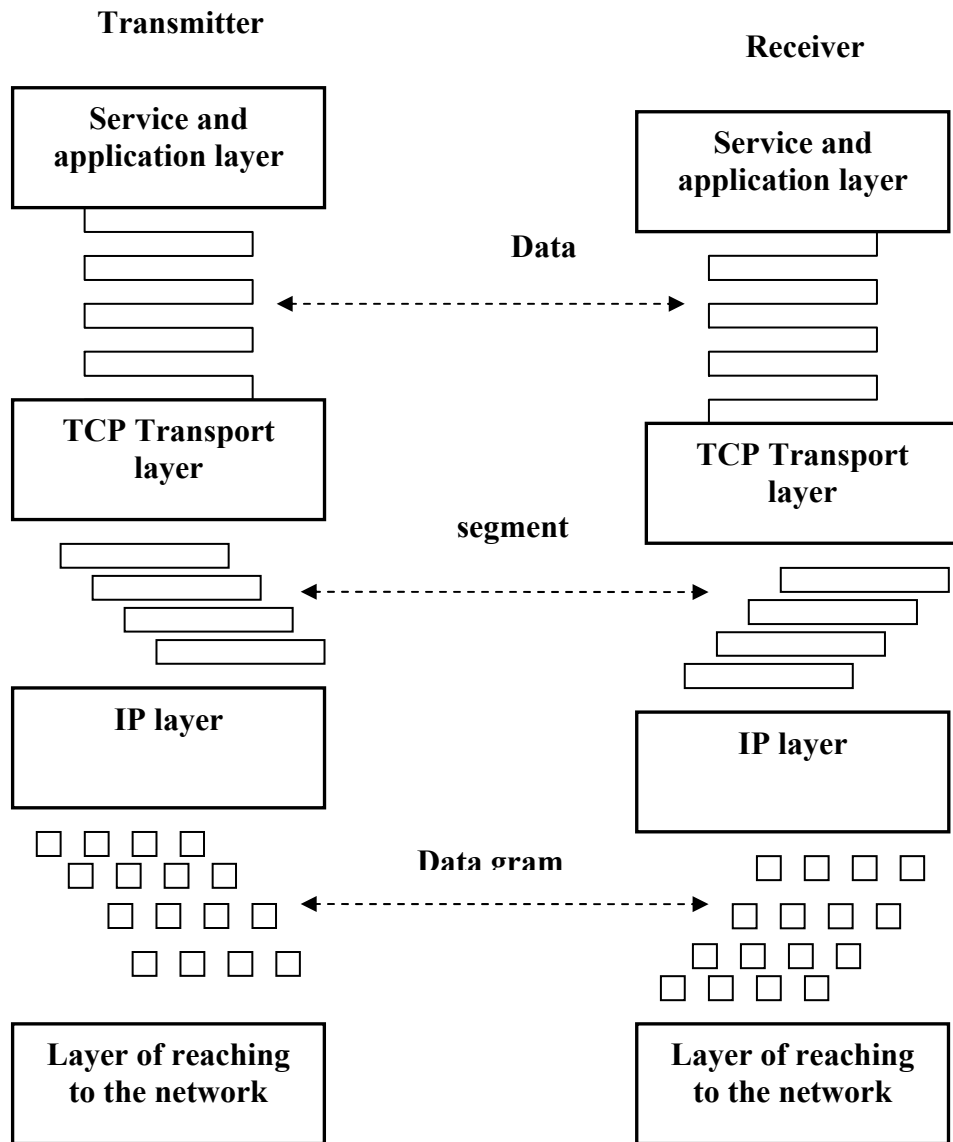 Transmitter
Receiver
Service and
application layer
Service and
application layer
Data
TCP Transport
layer
TCP Transport
layer
segment
IP layer
IP layer
Data gram
Layer of reaching
to the network
Layer of reaching
to the network